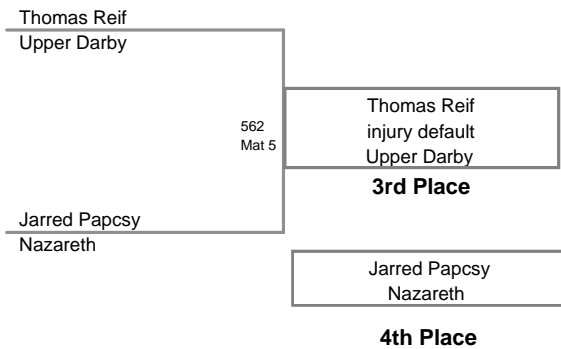 Thomas Reif
Upper Darby
562
Mat 5
Thomas Reif
injury default
Upper Darby
3rd Place
Jarred Papcsy
Nazareth
Jarred Papcsy
Nazareth
4th Place